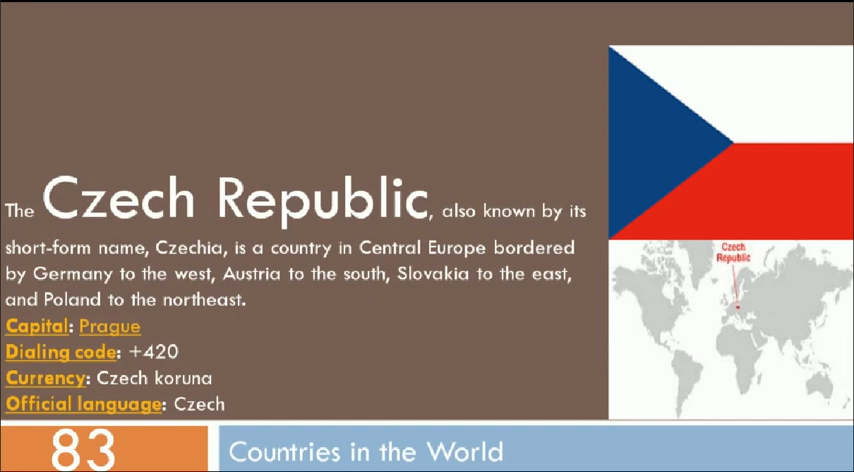 The Czech Republic, also known by its
short-form name, Czechia, is a country in Central Europe bordered
by Germany to the west, Austria to the south, Slovakia to the east,
and Poland to the northeast.
Capital: Prague
Dialing code: +420
Currency: Czech koruna
Official language: Czech
Czech
Republic
83
Countries in the World